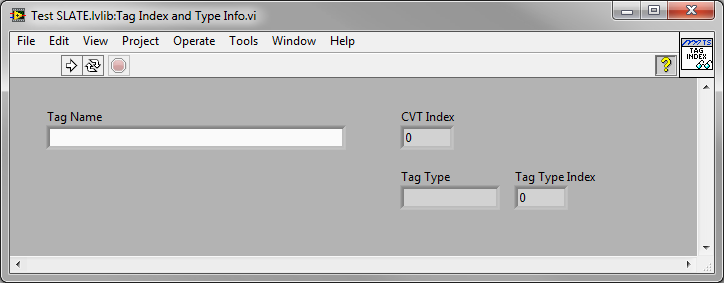 Test SLATE.lvlib:Tag Index and Type Info.vi
File Edit View Project Operate Tools Window Help
?
TS
TAG
INDEX
Tag Name
CVT Index
0
Tag Type
Tag Type Index
0